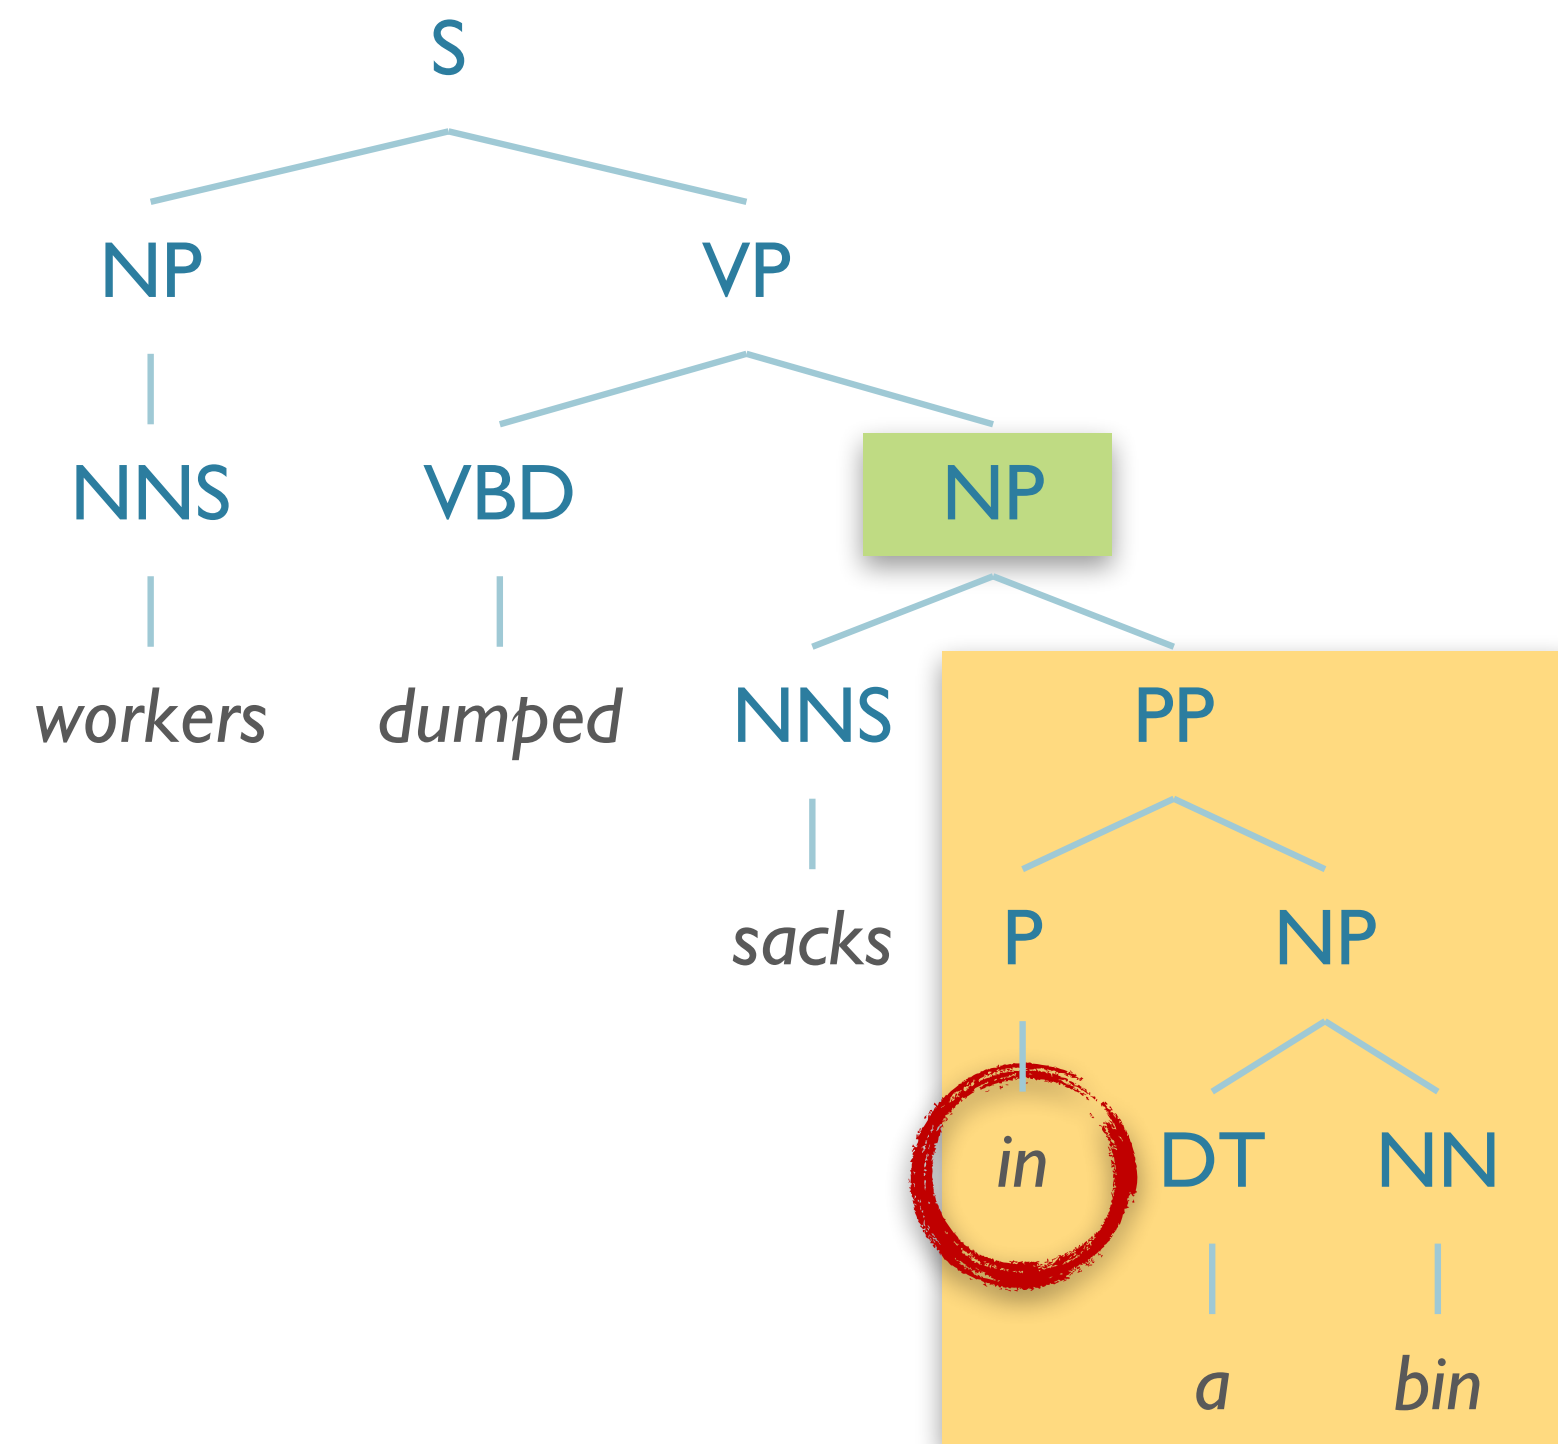 S
NP VP
NNS VBD NP
workers dumped NNS PP
sacks P NP
in DT NN
a bin